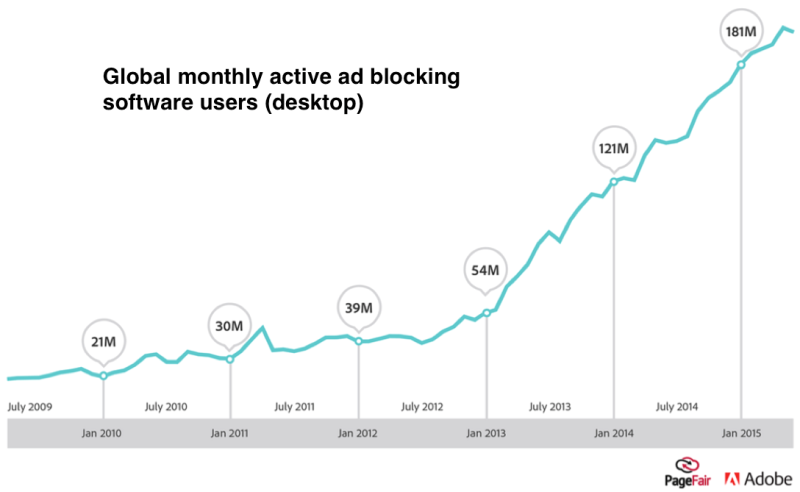 Global monthly active ad blocking
software users (desktop)
181M
121M
54M
39M
30M
21M
July 2009
July 2010
July 2011
July 2012
July 2013
July 2014
Jan 2010
Jan 2011
Jan 2012
Jan 2013
Jan 2014
Jan 2015
PageFair
Adobe